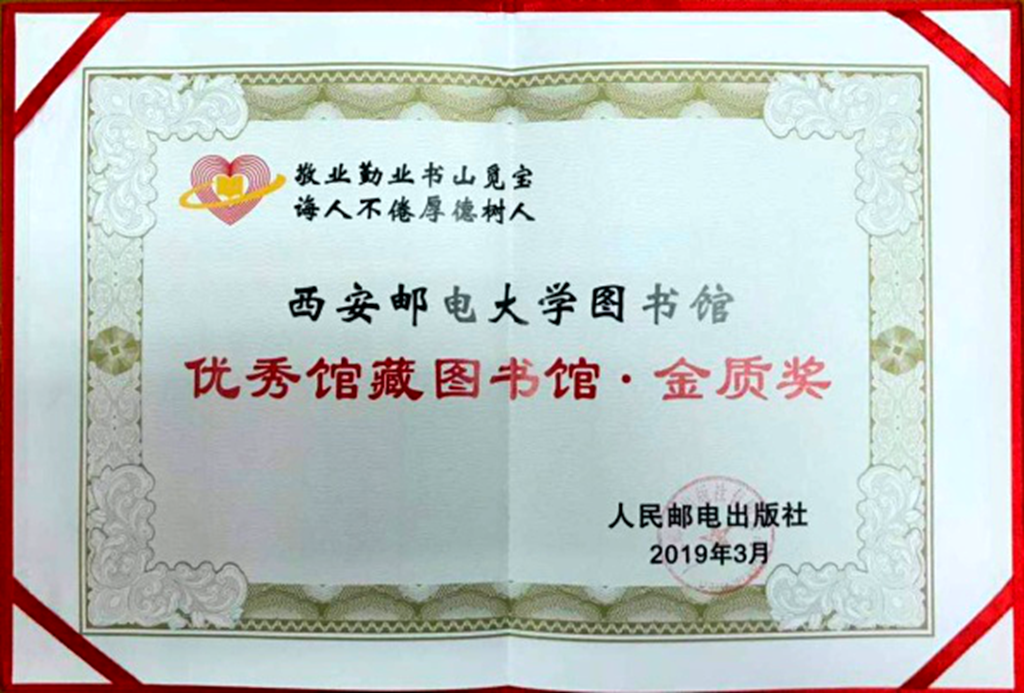 敬业勤业书山觅宝
诲人不倦厚德树人
西安邮电大学图书馆
优秀馆藏图书馆·金质奖
人民邮电出版社
2019年3月